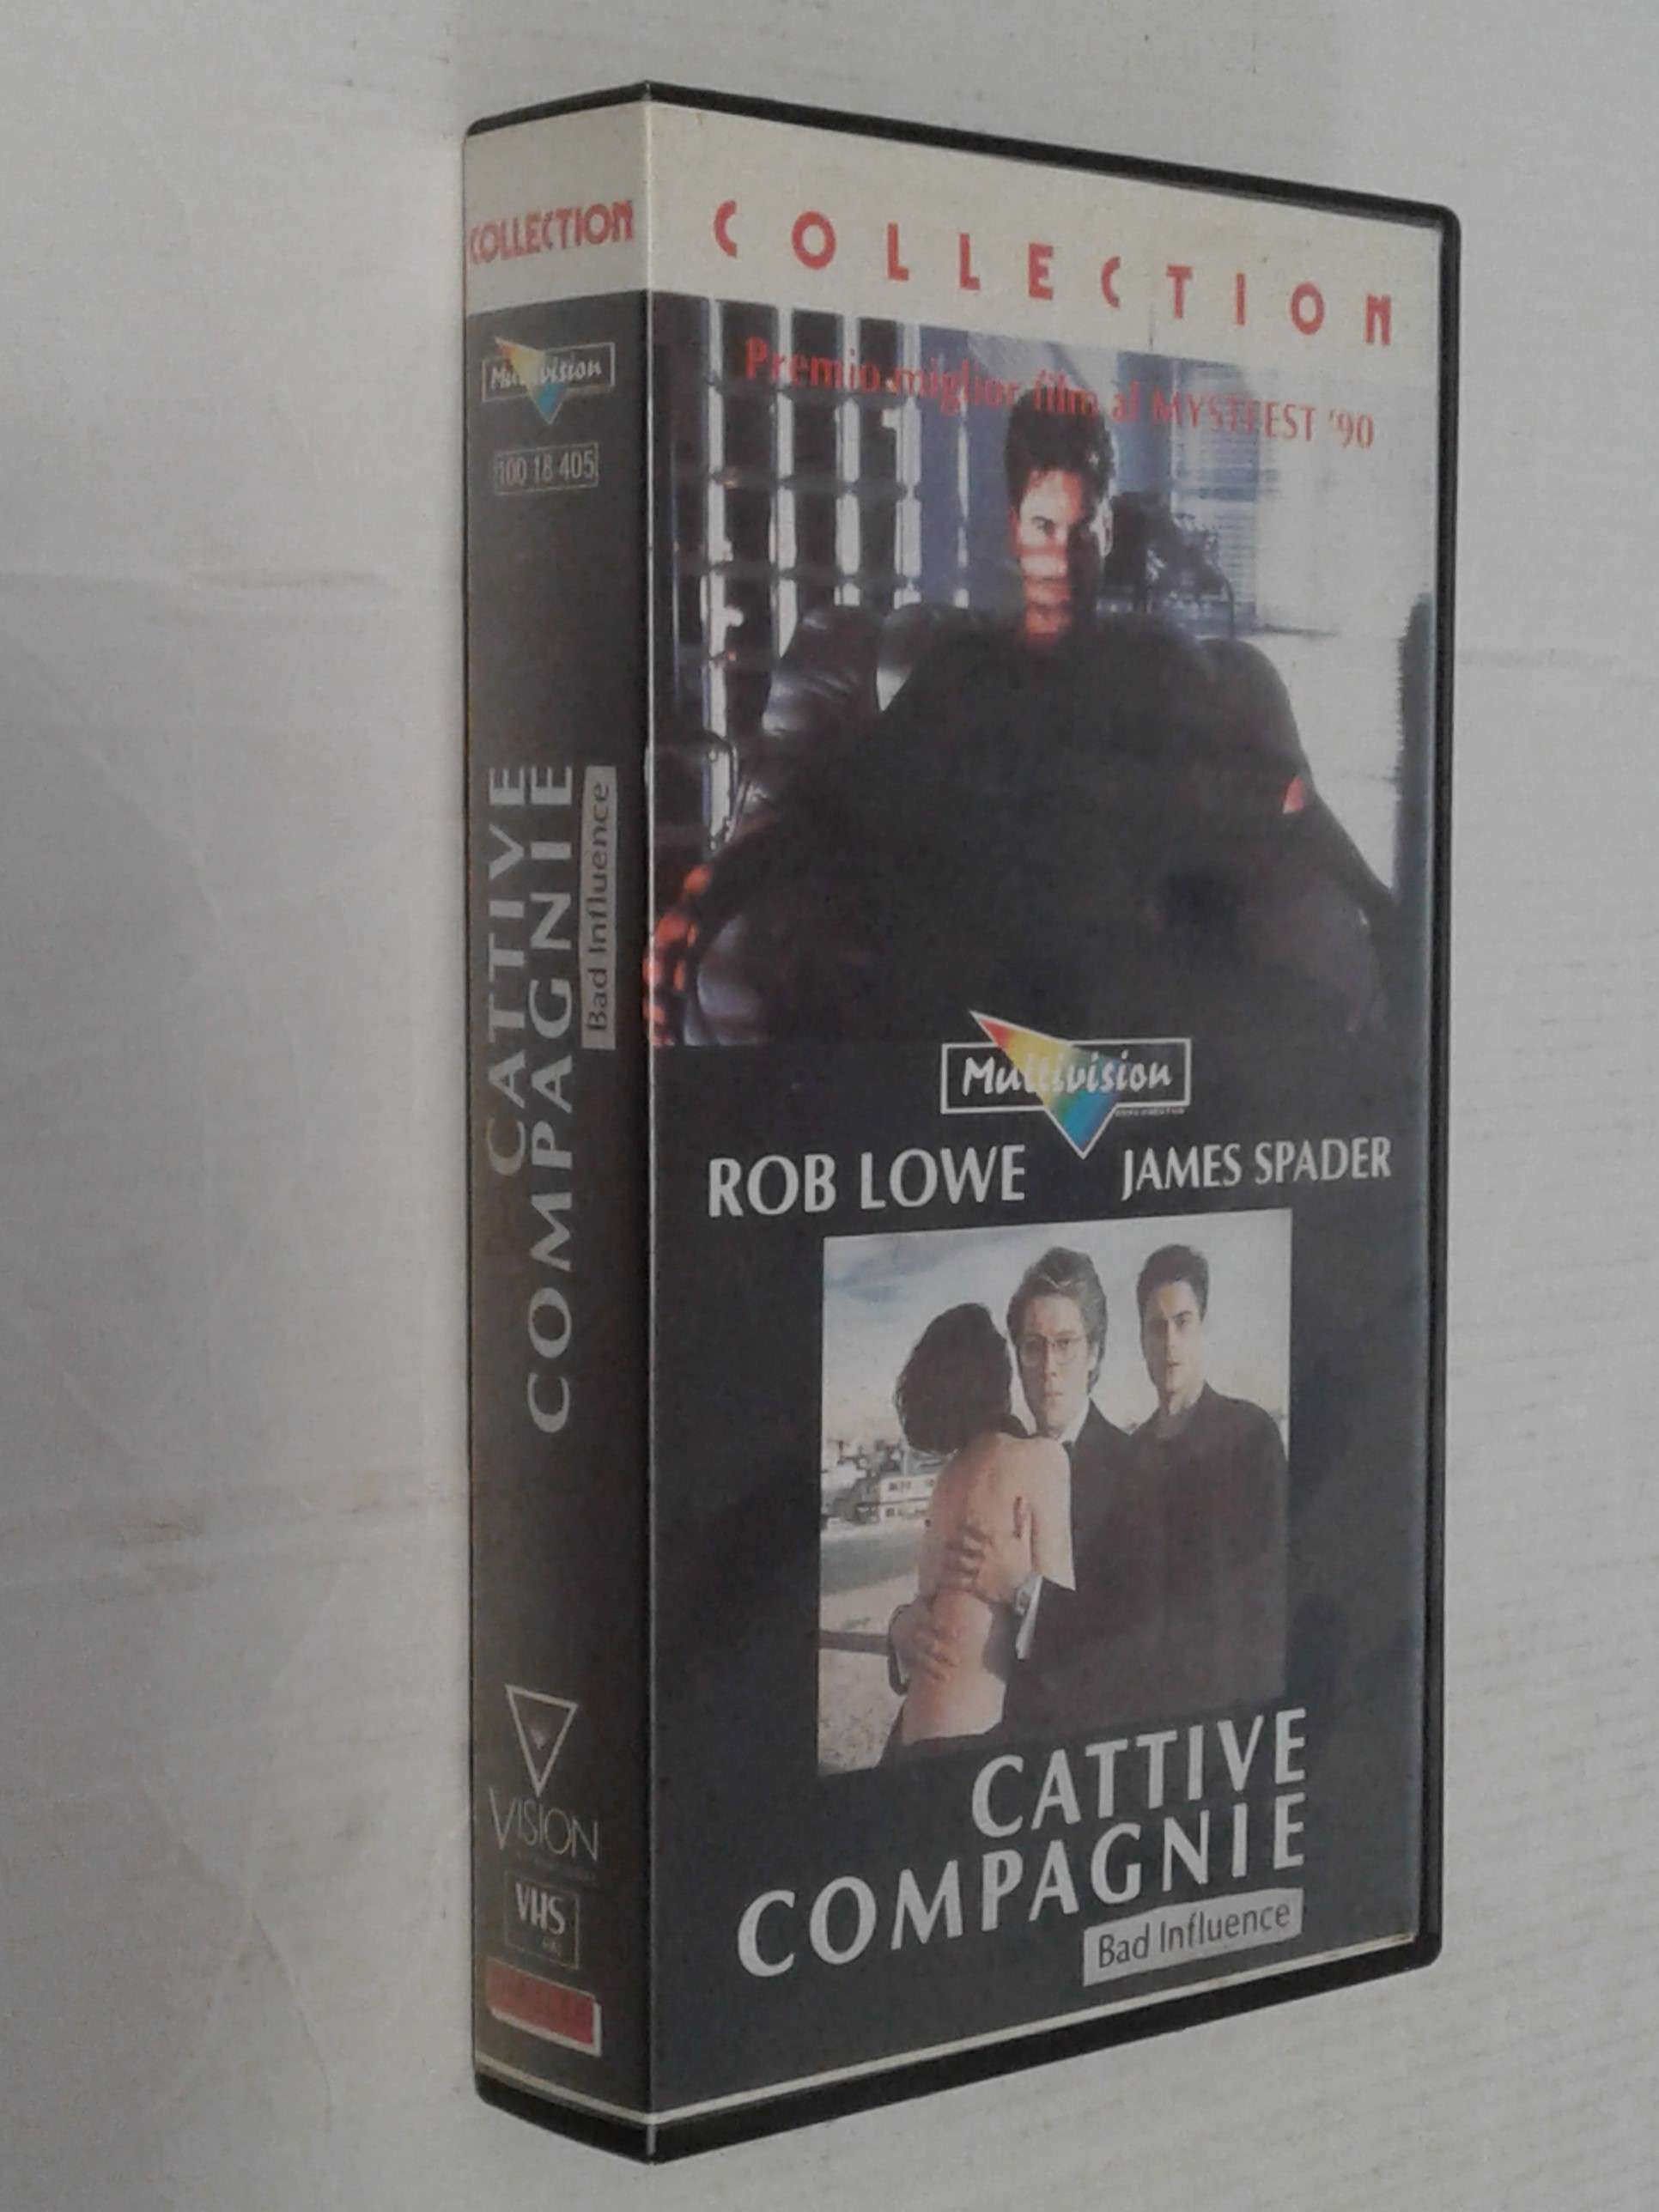 COLLECTION
Multivision
100 18 405
CATTIVE
COMPAGNIE
Bad Influence
VISION
VHS
COLLECTION
Premio miglior film al MYSTFEST '90
Multivision
ROB LOWE JAMES SPADER
CATTIVE
COMPAGNIE
Bad Influence